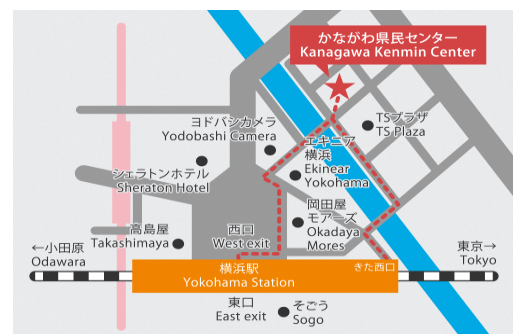 かながわ県民センター
Kanagawa Kenmin Center
ヨドバシカメラ
Yodobashi Camera
エキニア
横浜
Ekinear
Yokohama
TSプラザ
TS Plaza
シェラトンホテル
Sheraton Hotel
岡田屋
モアーズ
Okadaya
Mores
高島屋
Takashimaya
西口
West exit
←小田原
Odawara
東京→
Tokyo
横浜駅
Yokohama Station
きた西口
東口
East exit
そごう
Sogo